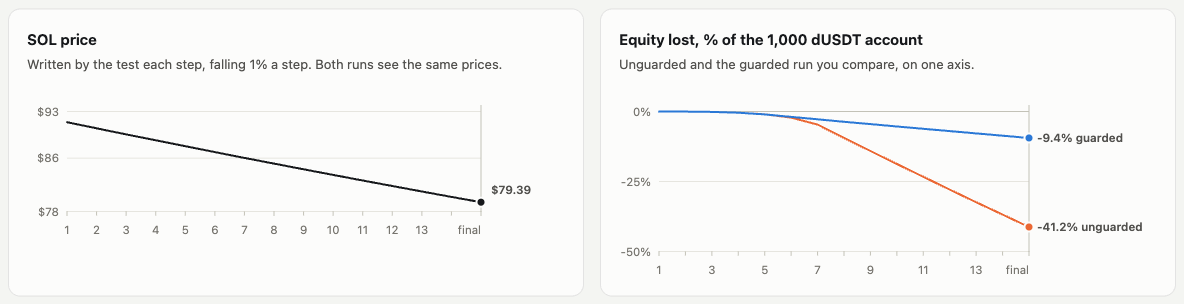 SOL price
Written by the test each step, falling 1% a step. Both runs see the same prices.
$93
$86
$78
$79.39
1 2 3 4 5 6 7 8 9 10 11 12 13 final
Equity lost, % of the 1,000 dUSDT account
Unguarded and the guarded run you compare, on one axis.
0%
-25%
-50%
-9.4% guarded
-41.2% unguarded
1 3 5 7 9 11 13 final